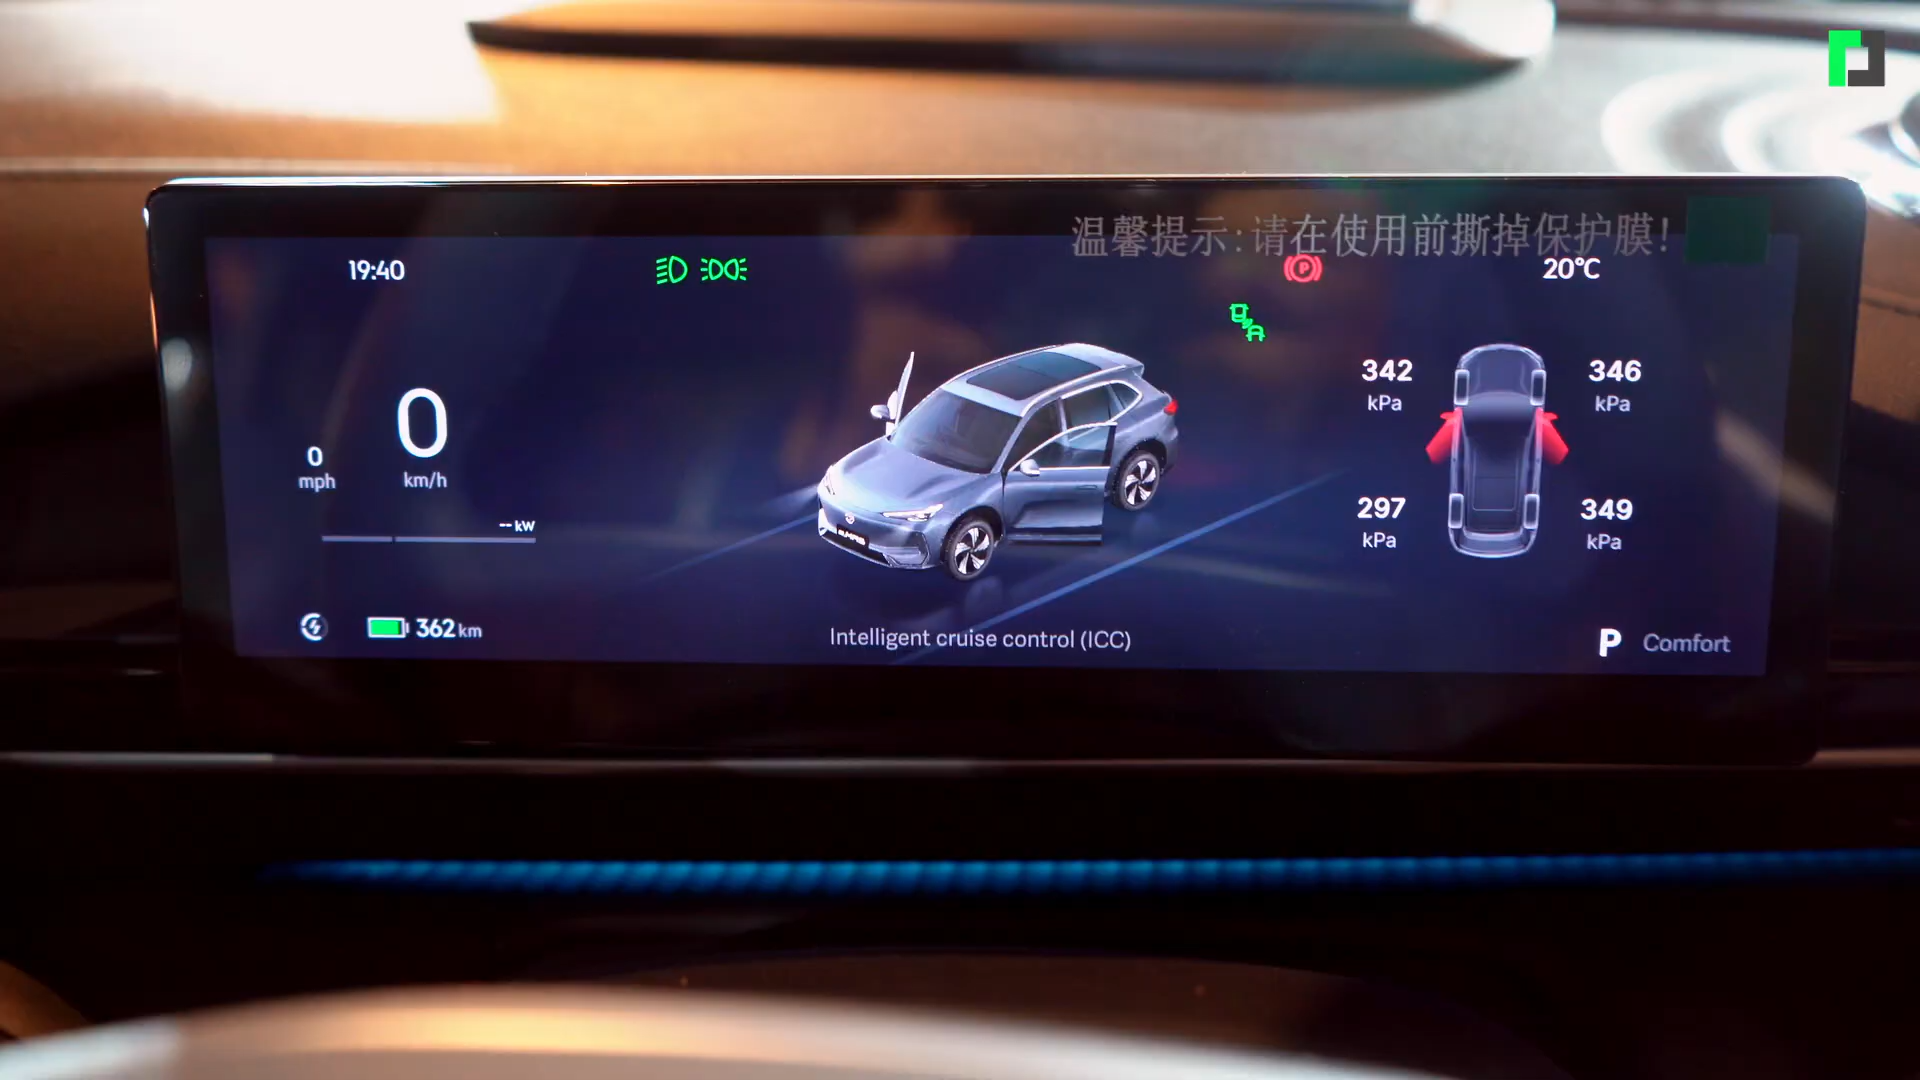 温馨提示:请在使用前撕掉保护膜!
19:40
P
20°C
0
mph
0
km/h
-- kW
342
kPa
346
kPa
297
kPa
349
kPa
362 km
Intelligent cruise control (ICC)
P
Comfort